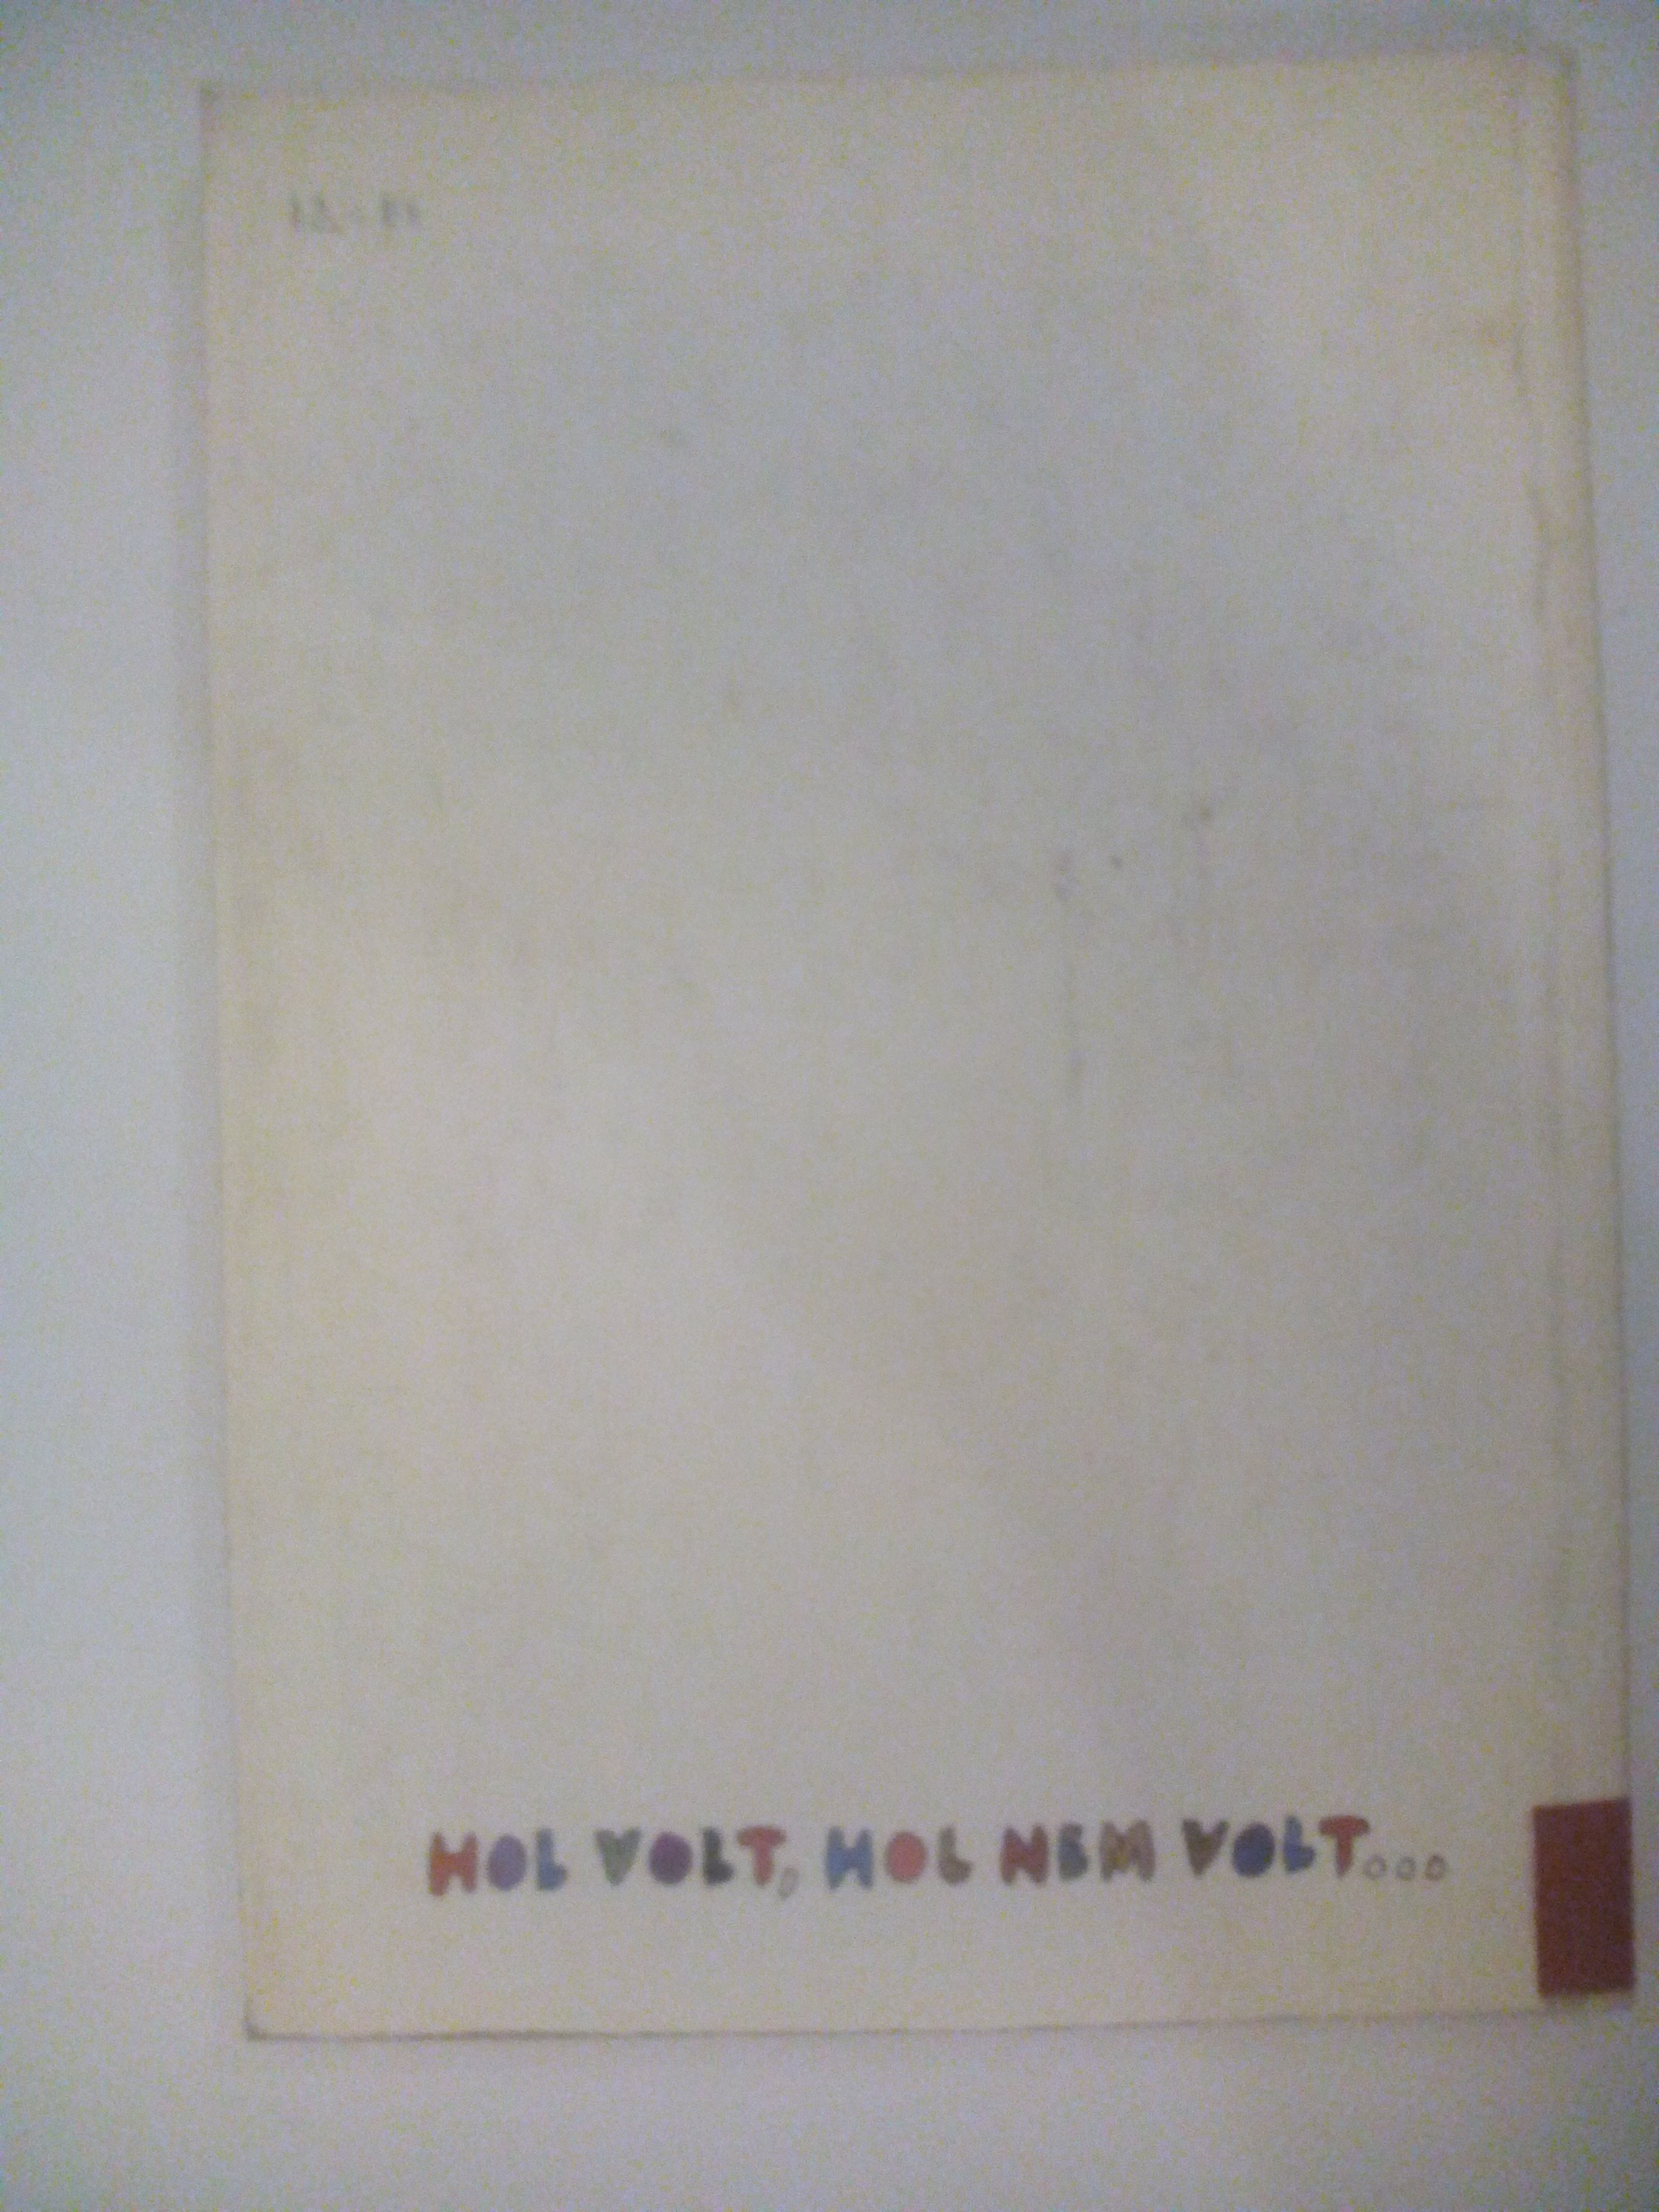 HOL VOLT, HOL NEM VOLT...